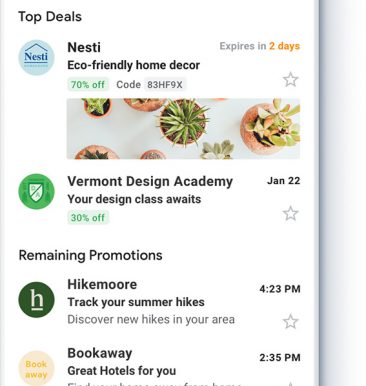 Top Deals
Nesti
Nesti
Expires in 2 days
Eco-friendly home decor
70% off Code 83HF9X
Vermont Design Academy
Jan 22
Your design class awaits
30% off
Remaining Promotions
h
Hikemoore
4:23 PM
Track your summer hikes
Discover new hikes in your area
Book
away
Bookaway
2:35 PM
Great Hotels for you